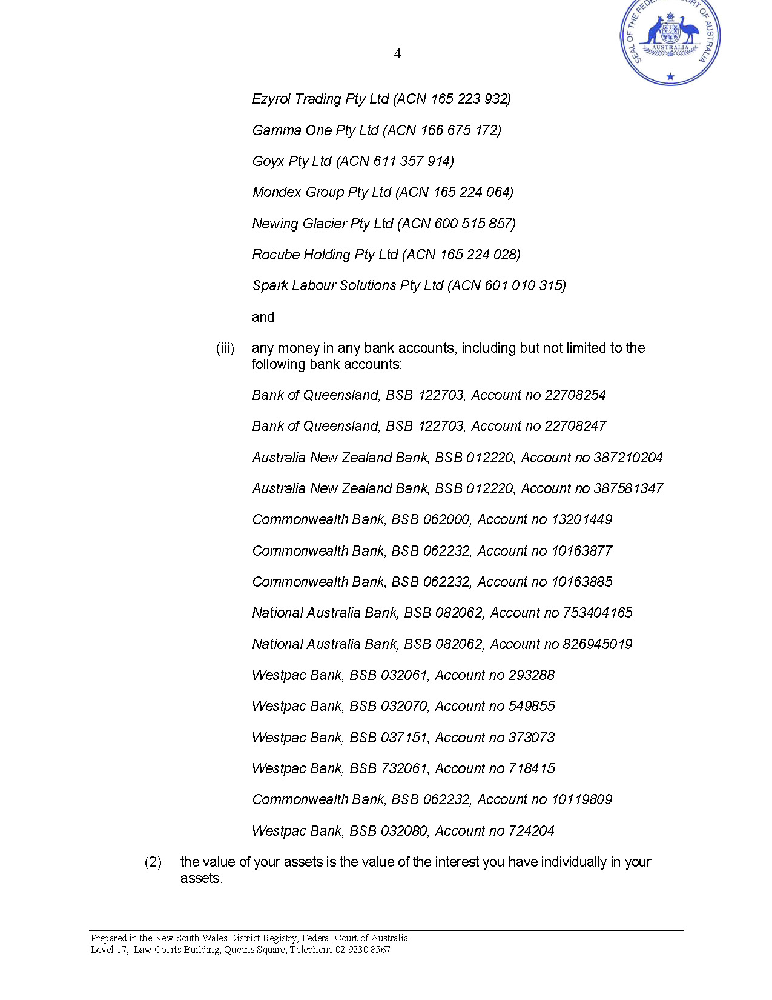 SEAL OF THE FEDERAL COURT OF AUSTRALIA
AUSTRALIA
4
Ezyrol Trading Pty Ltd (ACN 165 223 932)
Gamma One Pty Ltd (ACN 166 675 172)
Goyx Pty Ltd (ACN 611 357 914)
Mondex Group Pty Ltd (ACN 165 224 064)
Newing Glacier Pty Ltd (ACN 600 515 857)
Rocube Holding Pty Ltd (ACN 165 224 028)
Spark Labour Solutions Pty Ltd (ACN 601 010 315)
and
(iii) any money in any bank accounts, including but not limited to the
following bank accounts:
Bank of Queensland, BSB 122703, Account no 22708254
Bank of Queensland, BSB 122703, Account no 22708247
Australia New Zealand Bank, BSB 012220, Account no 387210204
Australia New Zealand Bank, BSB 012220, Account no 387581347
Commonwealth Bank, BSB 062000, Account no 13201449
Commonwealth Bank, BSB 062232, Account no 10163877
Commonwealth Bank, BSB 062232, Account no 10163885
National Australia Bank, BSB 082062, Account no 753404165
National Australia Bank, BSB 082062, Account no 826945019
Westpac Bank, BSB 032061, Account no 293288
Westpac Bank, BSB 032070, Account no 549855
Westpac Bank, BSB 037151, Account no 373073
Westpac Bank, BSB 732061, Account no 718415
Commonwealth Bank, BSB 062232, Account no 10119809
Westpac Bank, BSB 032080, Account no 724204
(2) the value of your assets is the value of the interest you have individually in your
assets.
Prepared in the New South Wales District Registry, Federal Court of Australia
Level 17, Law Courts Building, Queens Square, Telephone 02 9230 8567